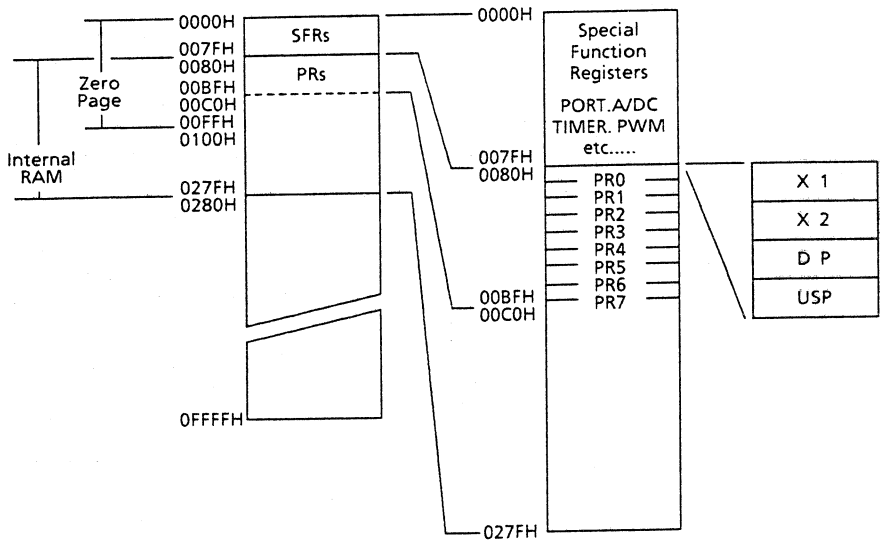 0000H
007FH
0080H
00BFH
00C0H
00FFH
0100H
027FH
0280H
0FFFFH
Zero
Page
Internal
RAM
SFRs
PRs
0000H
007FH
0080H
00BFH
00C0H
027FH
Special
Function
Registers
PORT.A/DC
TIMER. PWM
etc.....
PR0
PR1
PR2
PR3
PR4
PR5
PR6
PR7
X 1
X 2
D P
USP